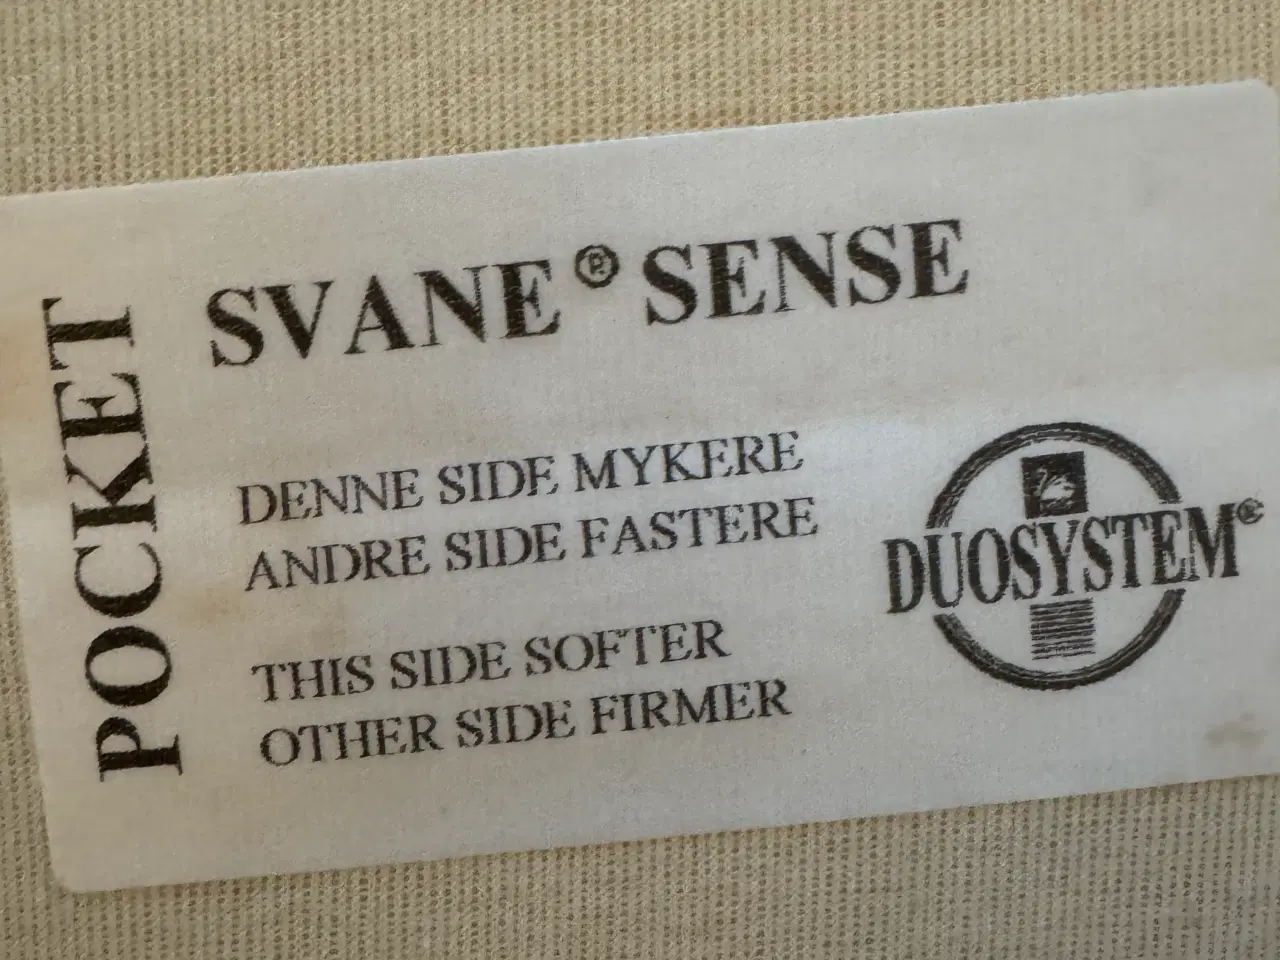 POCKET
SVANE® SENSE
DENNE SIDE MYKERE
ANDRE SIDE FASTERE
THIS SIDE SOFTER
OTHER SIDE FIRMER
DUOSYSTEM®